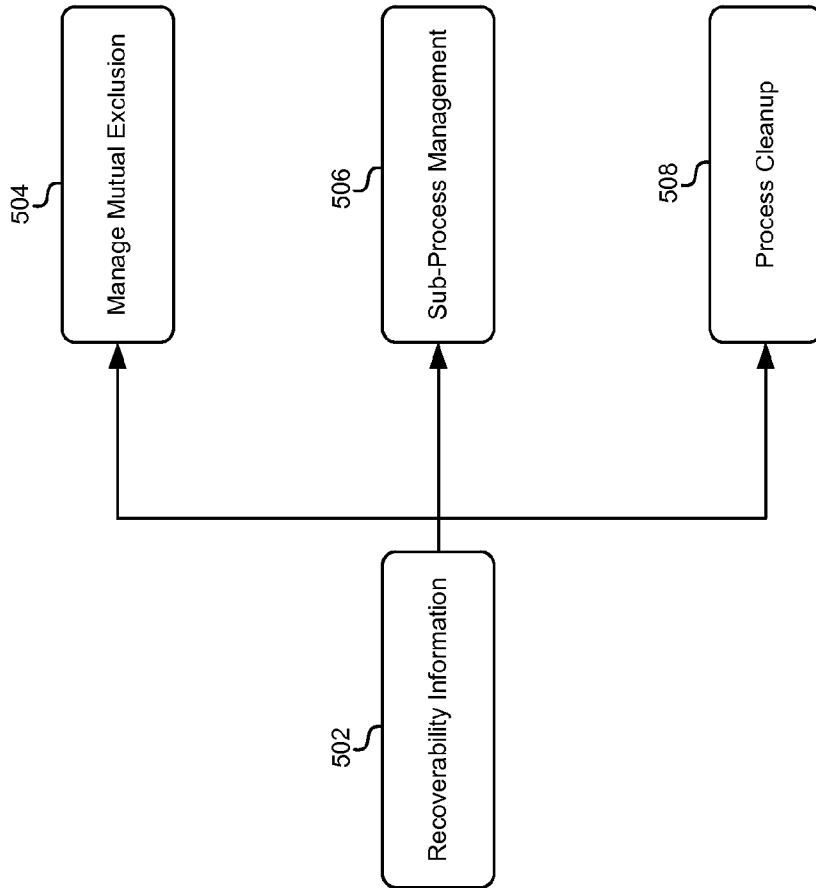 504
Manage Mutual Exclusion
506
Sub-Process Management
508
Process Cleanup
502
Recoverability Information